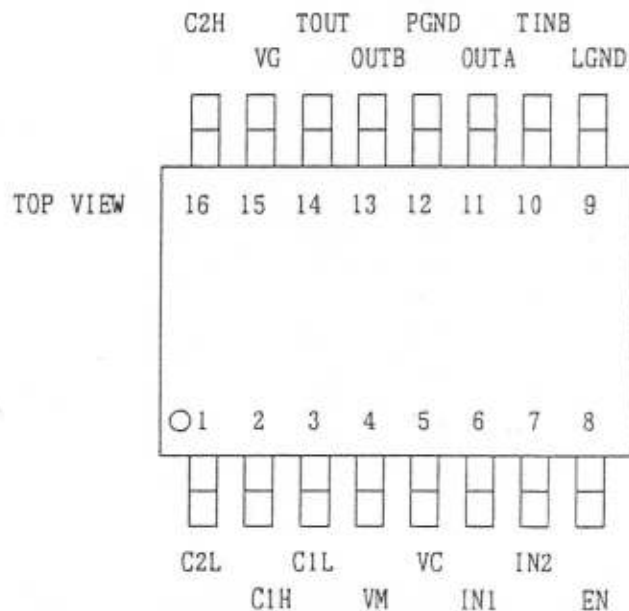 C2H TOUT PGND TINB
VG OUTB OUTA LGND
TOP VIEW 16 15 14 13 12 11 10 9
1 2 3 4 5 6 7 8
C2L C1L VC IN2
C1H VM IN1 EN